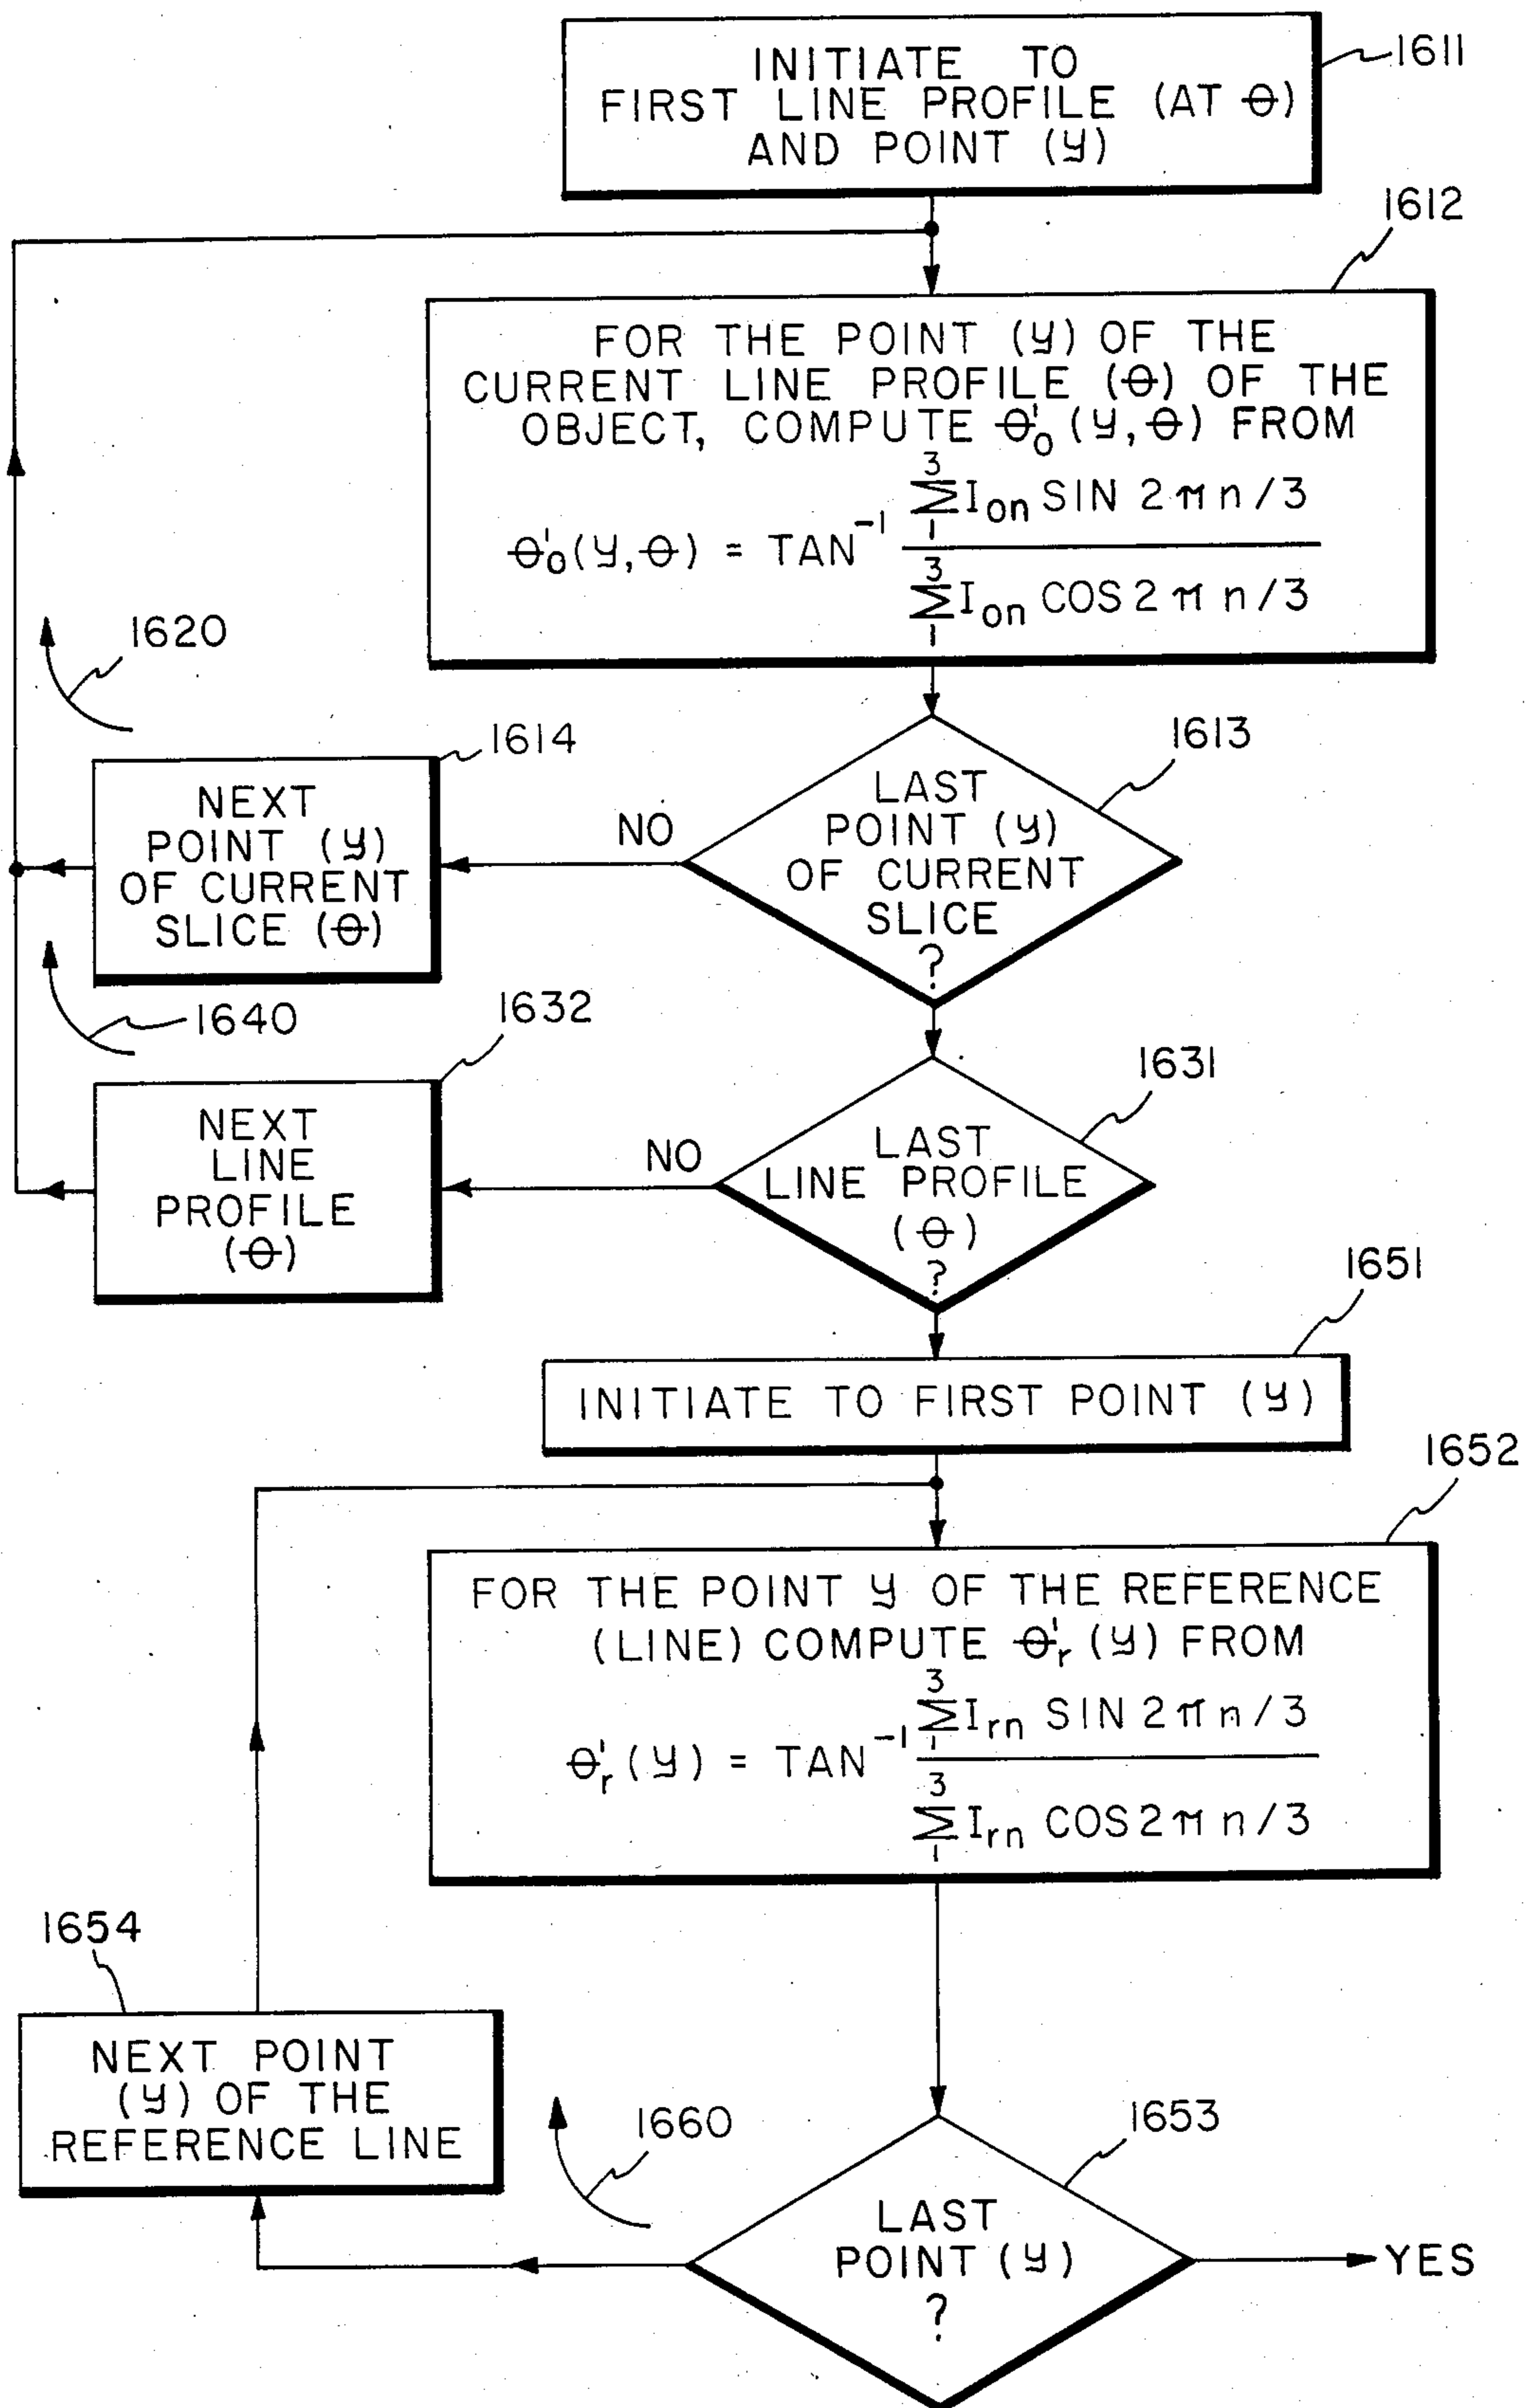 INITIATE TO
FIRST LINE PROFILE (AT θ)
AND POINT (y)
1611
1612
FOR THE POINT (y) OF THE
CURRENT LINE PROFILE (θ) OF THE
OBJECT, COMPUTE θ'o (y,θ) FROM
θ'o(y,θ) = TAN⁻¹
3
Σ Ion SIN 2πn/3
1
3
Σ Ion COS 2πn/3
1
1620
1614
NEXT
POINT (y)
OF CURRENT
SLICE (θ)
NO
1613
LAST
POINT (y)
OF CURRENT
SLICE
?
1640
1632
NEXT
LINE
PROFILE
(θ)
NO
1631
LAST
LINE PROFILE
(θ)
?
1651
INITIATE TO FIRST POINT (y)
1652
FOR THE POINT y OF THE REFERENCE
(LINE) COMPUTE θ'r (y) FROM
θ'r(y) = TAN⁻¹
3
Σ Irn SIN 2πn/3
1
3
Σ Irn COS 2πn/3
1
1654
NEXT POINT
(y) OF THE
REFERENCE LINE
1660
1653
LAST
POINT (y)
?
YES